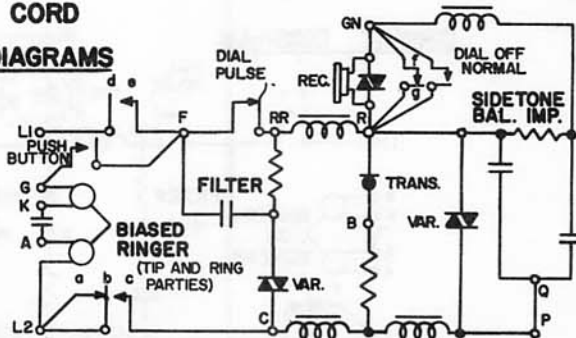 CORD
DIAGRAMS
GN
DIAL OFF
NORMAL
f
g
REC.
DIAL
PULSE
d
e
F
RR
R
SIDETONE
BAL. IMP.
L1
PUSH
BUTTON
G
K
A
FILTER
TRANS.
B
VAR.
BIASED
RINGER
(TIP AND RING
PARTIES)
VAR.
a
b
c
C
L2
Q
P